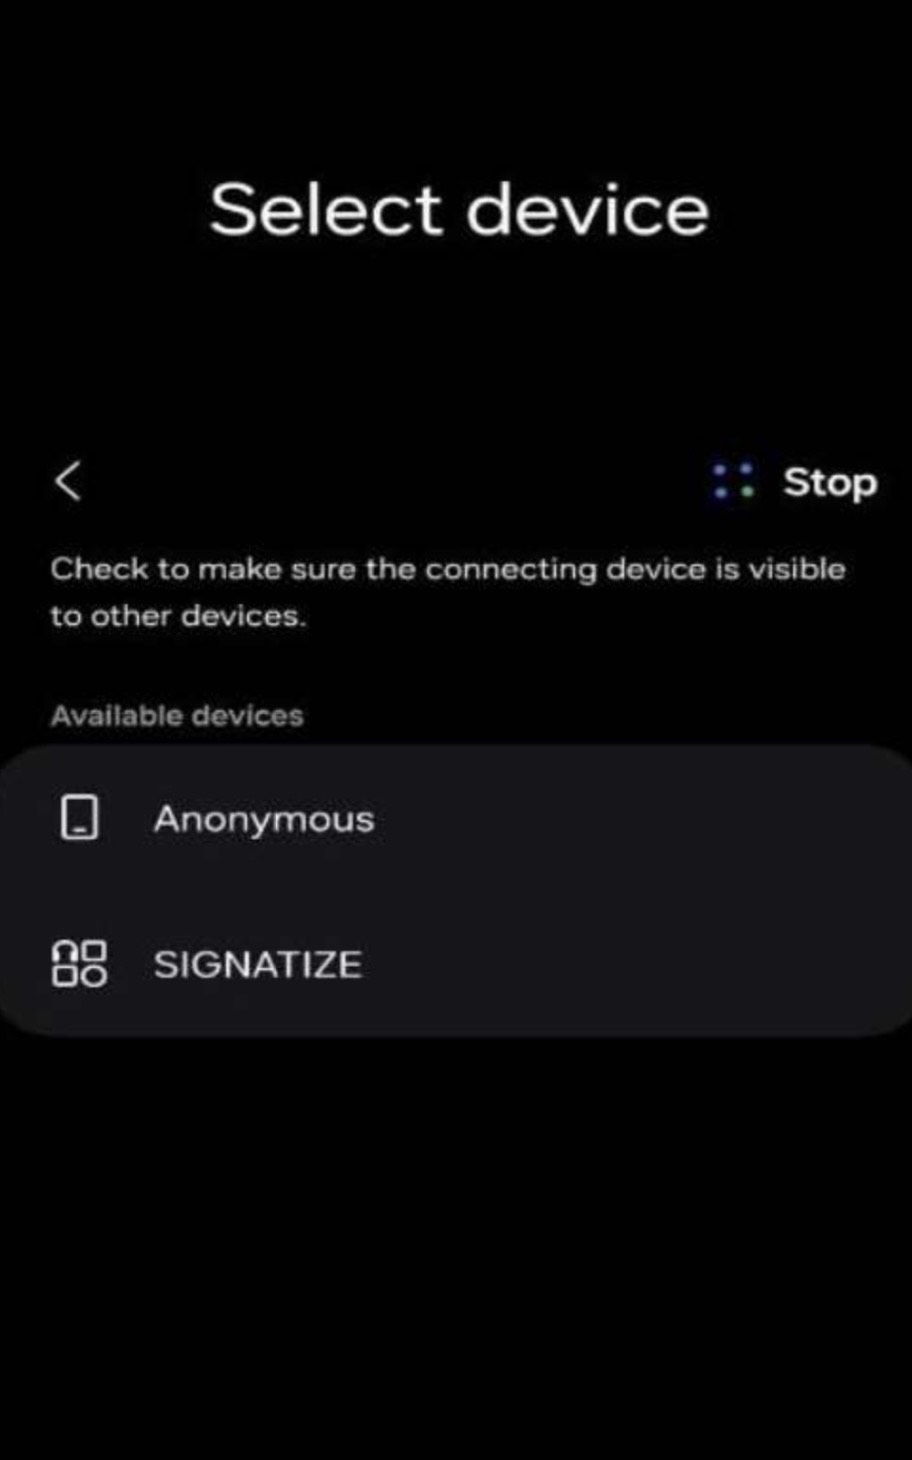 Select device
Stop
Check to make sure the connecting device is visible
to other devices.
Available devices
Anonymous
SIGNATIZE